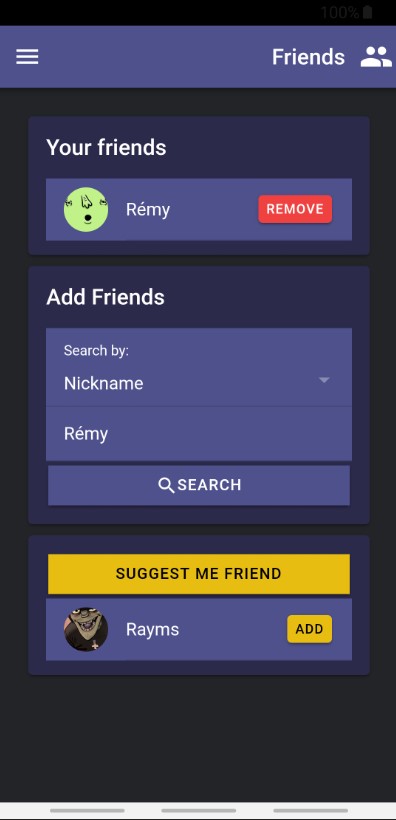 100%
Friends
Your friends
Rémy
REMOVE
Add Friends
Search by:
Nickname
Rémy
SEARCH
SUGGEST ME FRIEND
Rayms
ADD